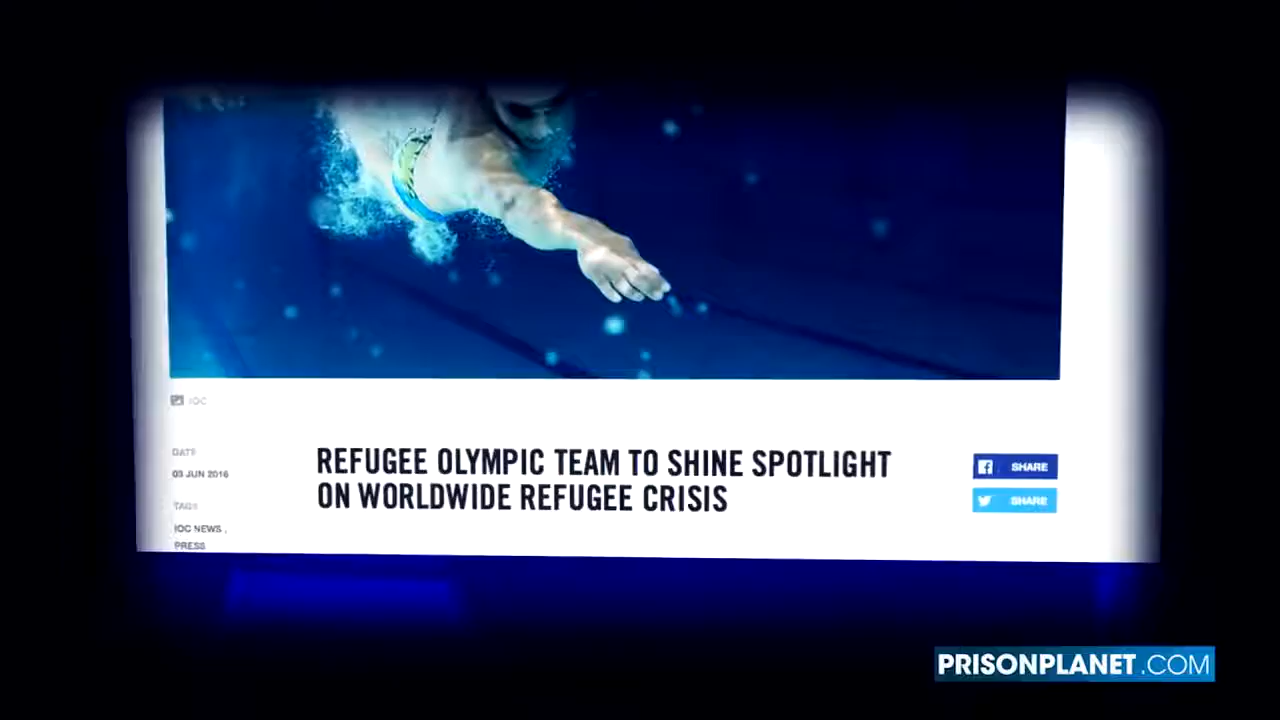 IOC
DATE
03 JUN 2016
TAGS
IOC NEWS ,
PRESS
REFUGEE OLYMPIC TEAM TO SHINE SPOTLIGHT
ON WORLDWIDE REFUGEE CRISIS
SHARE
SHARE
PRISONPLANET.COM